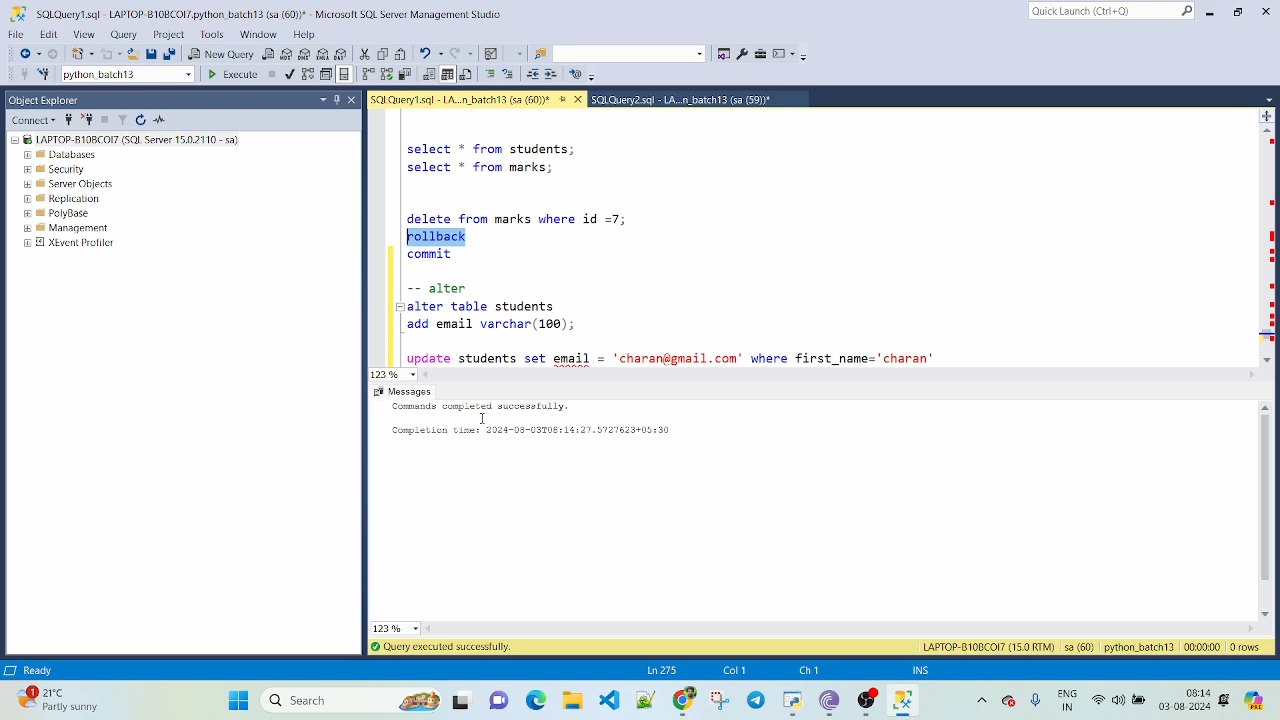 SQLQuery1.sql - LAPTOP-B10BCOI7.python_batch13 (sa (60))* - Microsoft SQL Server Management Studio
Quick Launch (Ctrl+Q)
File Edit View Query Project Tools Window Help
New Query
python_batch13 Execute
Object Explorer
SQLQuery1.sql - LA...n_batch13 (sa (60))* SQLQuery2.sql - LA...n_batch13 (sa (59))*
Connect
LAPTOP-B10BCOI7 (SQL Server 15.0.2110 - sa)
Databases
Security
Server Objects
Replication
PolyBase
Management
XEvent Profiler
select * from students;
select * from marks;
delete from marks where id =7;
rollback
commit
-- alter
alter table students
add email varchar(100);
update students set email = 'charan@gmail.com' where first_name='charan'
123 %
Messages
Commands completed successfully.
Completion time: 2024-08-03T08:14:27.5727623+05:30
123 %
Query executed successfully. LAPTOP-B10BCOI7 (15.0 RTM) sa (60) python_batch13 00:00:00 0 rows
Ready Ln 275 Col 1 Ch 1 INS
1 21°C
Partly sunny
Search
ENG
IN
08:14
03-08-2024